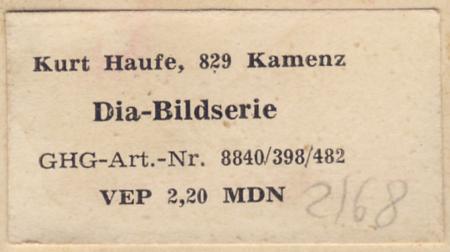 Kurt Haufe, 829 Kamenz
Dia-Bildserie
GHG-Art.-Nr. 8840/398/482
VEP 2,20 MDN
2168